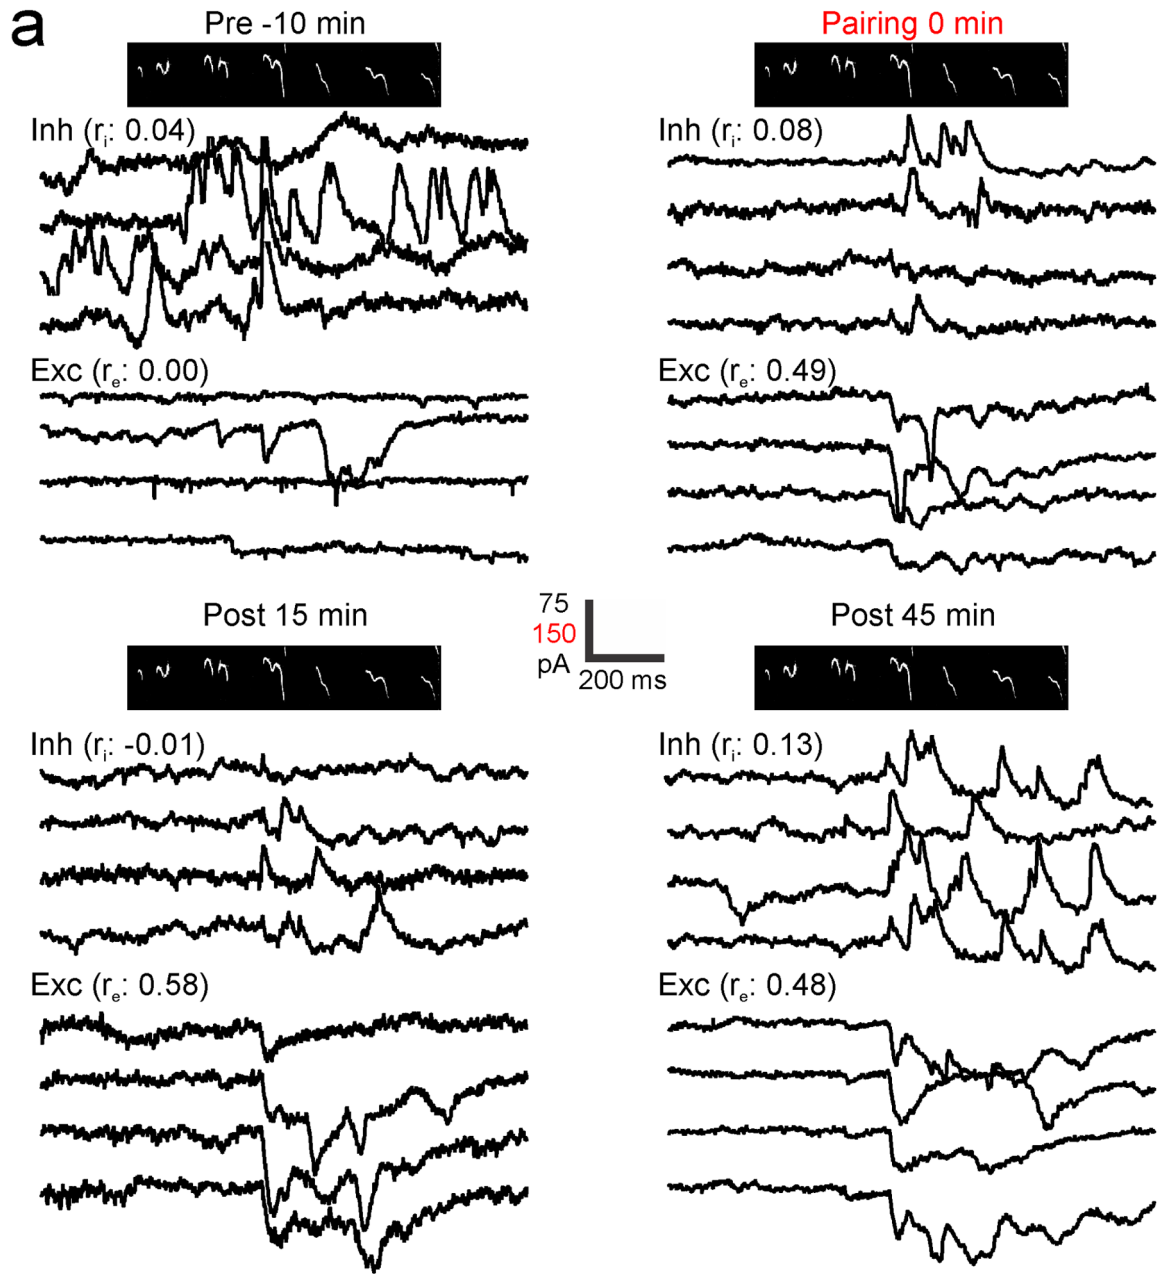 a
Pre -10 min
Pairing 0 min
Inh (ri: 0.04)
Inh (ri: 0.08)
Exc (re: 0.00)
Exc (re: 0.49)
Post 15 min
75
150
pA
200 ms
Post 45 min
Inh (ri: -0.01)
Inh (ri: 0.13)
Exc (re: 0.58)
Exc (re: 0.48)